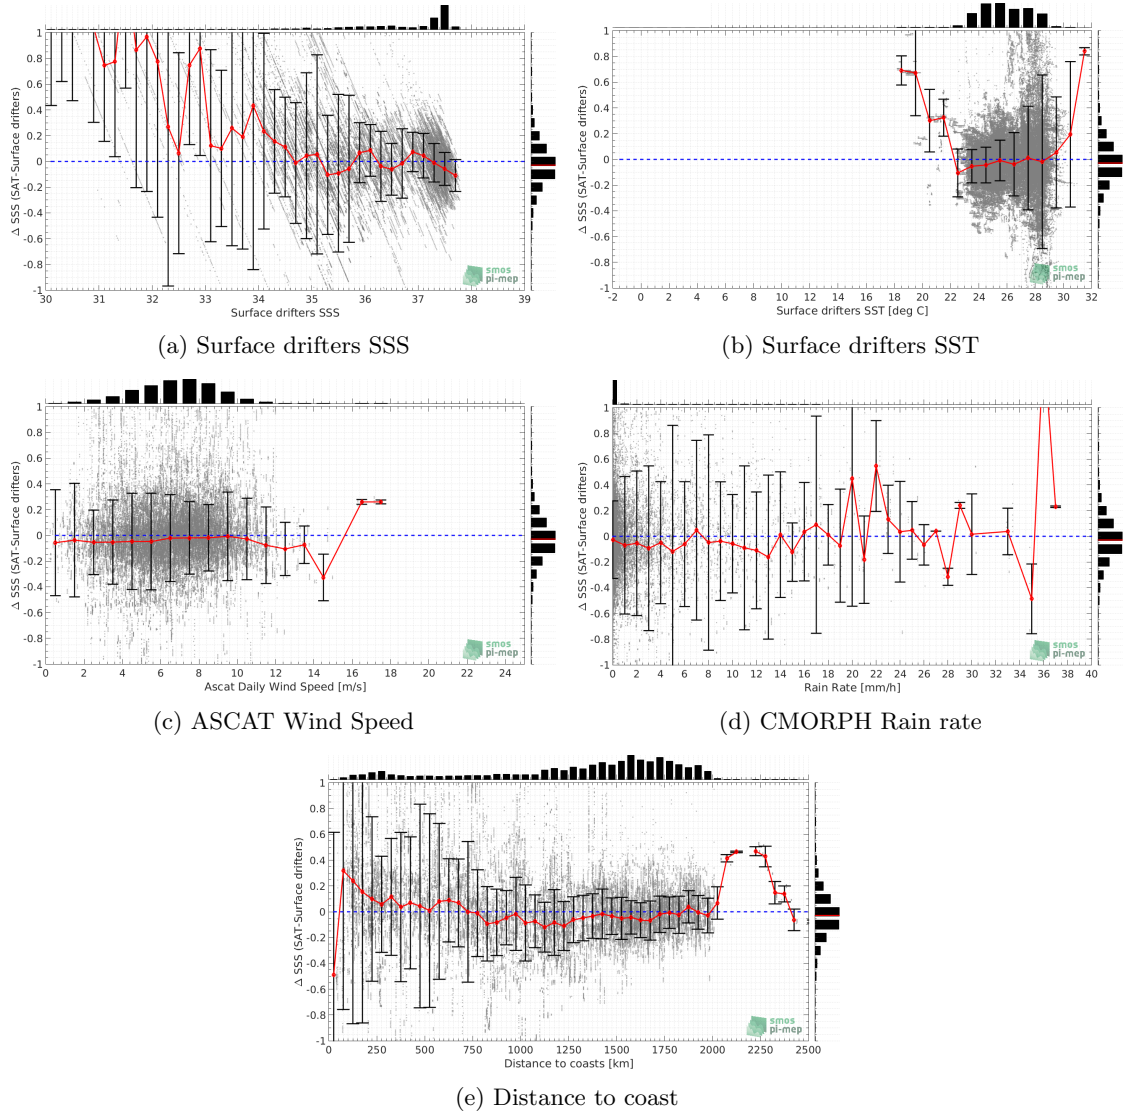 1
0.8
0.6
0.4
0.2
0
-0.2
-0.4
-0.6
-0.8
-1
Δ SSS (SAT-Surface drifters)
30 31 32 33 34 35 36 37 38 39
Surface drifters SSS
smos
pi-mep
(a) Surface drifters SSS
1
0.8
0.6
0.4
0.2
0
-0.2
-0.4
-0.6
-0.8
-1
Δ SSS (SAT-Surface drifters)
-2 0 2 4 6 8 10 12 14 16 18 20 22 24 26 28 30 32
Surface drifters SST [deg C]
smos
pi-mep
(b) Surface drifters SST
1
0.8
0.6
0.4
0.2
0
-0.2
-0.4
-0.6
-0.8
-1
Δ SSS (SAT-Surface drifters)
0 2 4 6 8 10 12 14 16 18 20 22 24
Ascat Daily Wind Speed [m/s]
smos
pi-mep
(c) ASCAT Wind Speed
1
0.8
0.6
0.4
0.2
0
-0.2
-0.4
-0.6
-0.8
-1
Δ SSS (SAT-Surface drifters)
0 2 4 6 8 10 12 14 16 18 20 22 24 26 28 30 32 34 36 38 40
Rain Rate [mm/h]
smos
pi-mep
(d) CMORPH Rain rate
1
0.8
0.6
0.4
0.2
0
-0.2
-0.4
-0.6
-0.8
-1
Δ SSS (SAT-Surface drifters)
0 250 500 750 1000 1250 1500 1750 2000 2250 2500
Distance to coasts [km]
smos
pi-mep
(e) Distance to coast